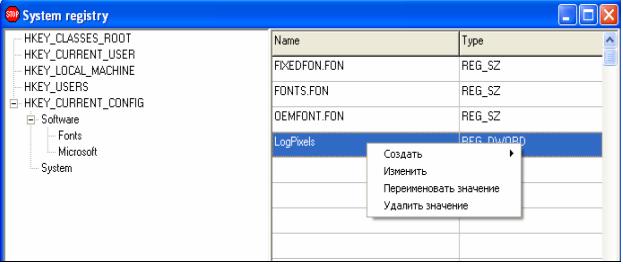 STOP System registry
HKEY_CLASSES_ROOT
HKEY_CURRENT_USER
HKEY_LOCAL_MACHINE
HKEY_USERS
HKEY_CURRENT_CONFIG
Software
Fonts
Microsoft
System
Name Type
FIXEDFON.FON REG_SZ
FONTS.FON REG_SZ
OEMFONT.FON REG_SZ
LogPixels REG_DWORD
Создать
Изменить
Переименовать значение
Удалить значение